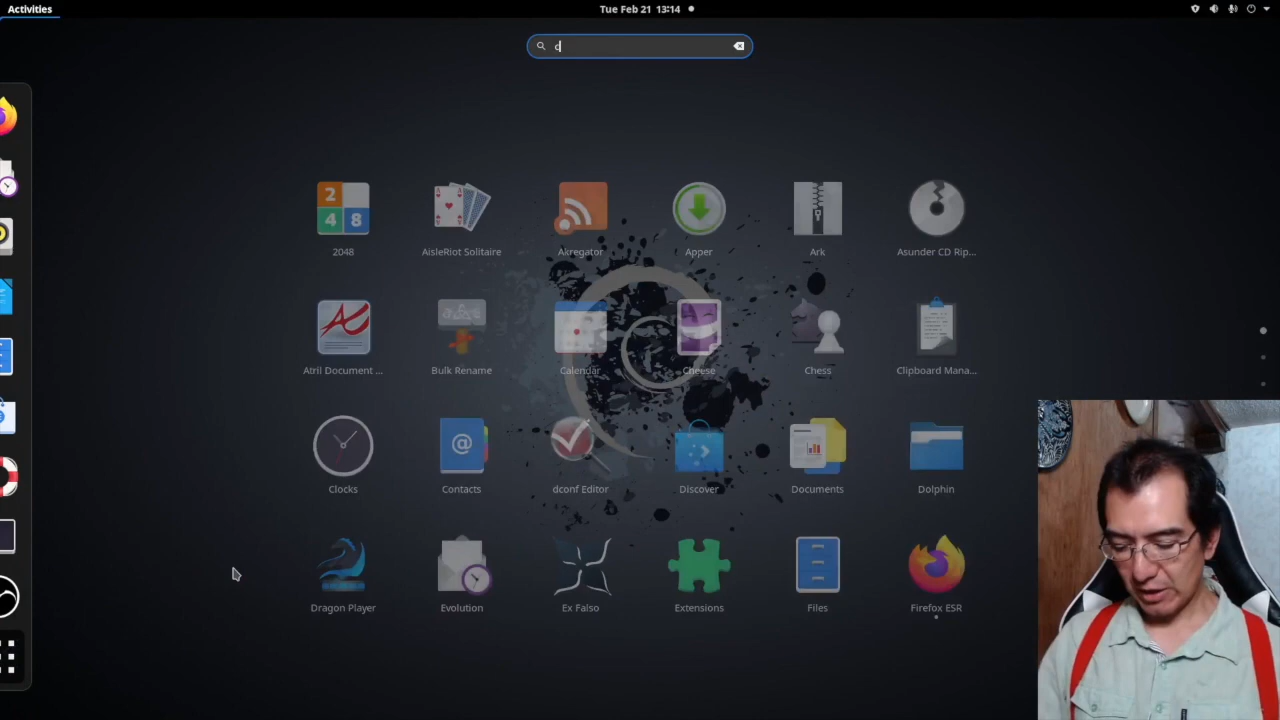 Activities
Tue Feb 21 13:14
c
2048
AisleRiot Solitaire
Akregator
Apper
Ark
Asunder CD Rip...
Atril Document ...
Bulk Rename
Calendar
Cheese
Chess
Clipboard Mana...
Clocks
Contacts
dconf Editor
Discover
Documents
Dolphin
Dragon Player
Evolution
Ex Falso
Extensions
Files
Firefox ESR